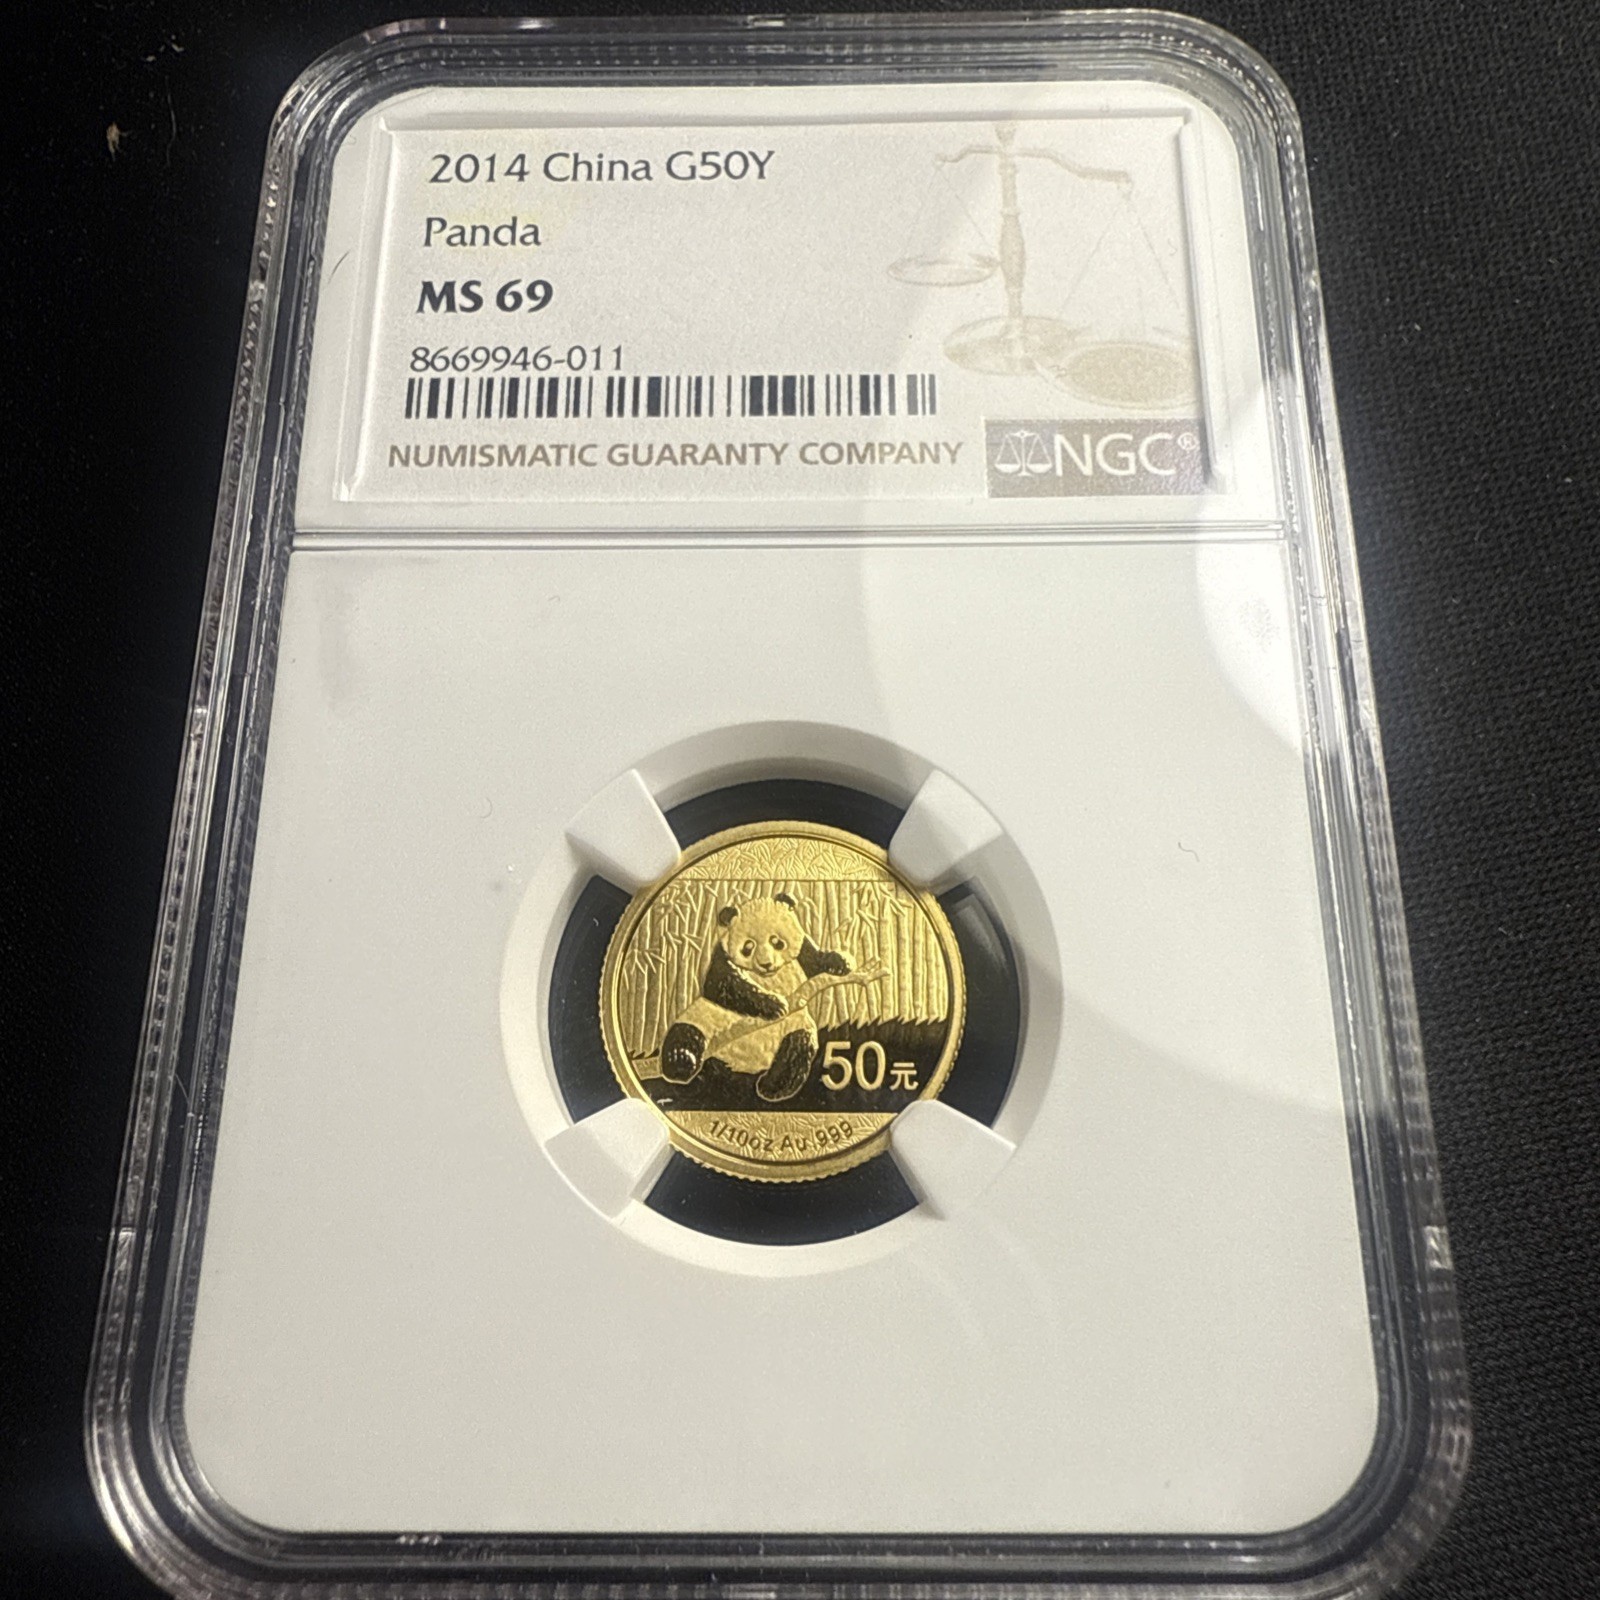 2014 China G50Y
Panda
MS 69
8669946-011
NUMISMATIC GUARANTY COMPANY NGC®
50元
1/10oz Au .999